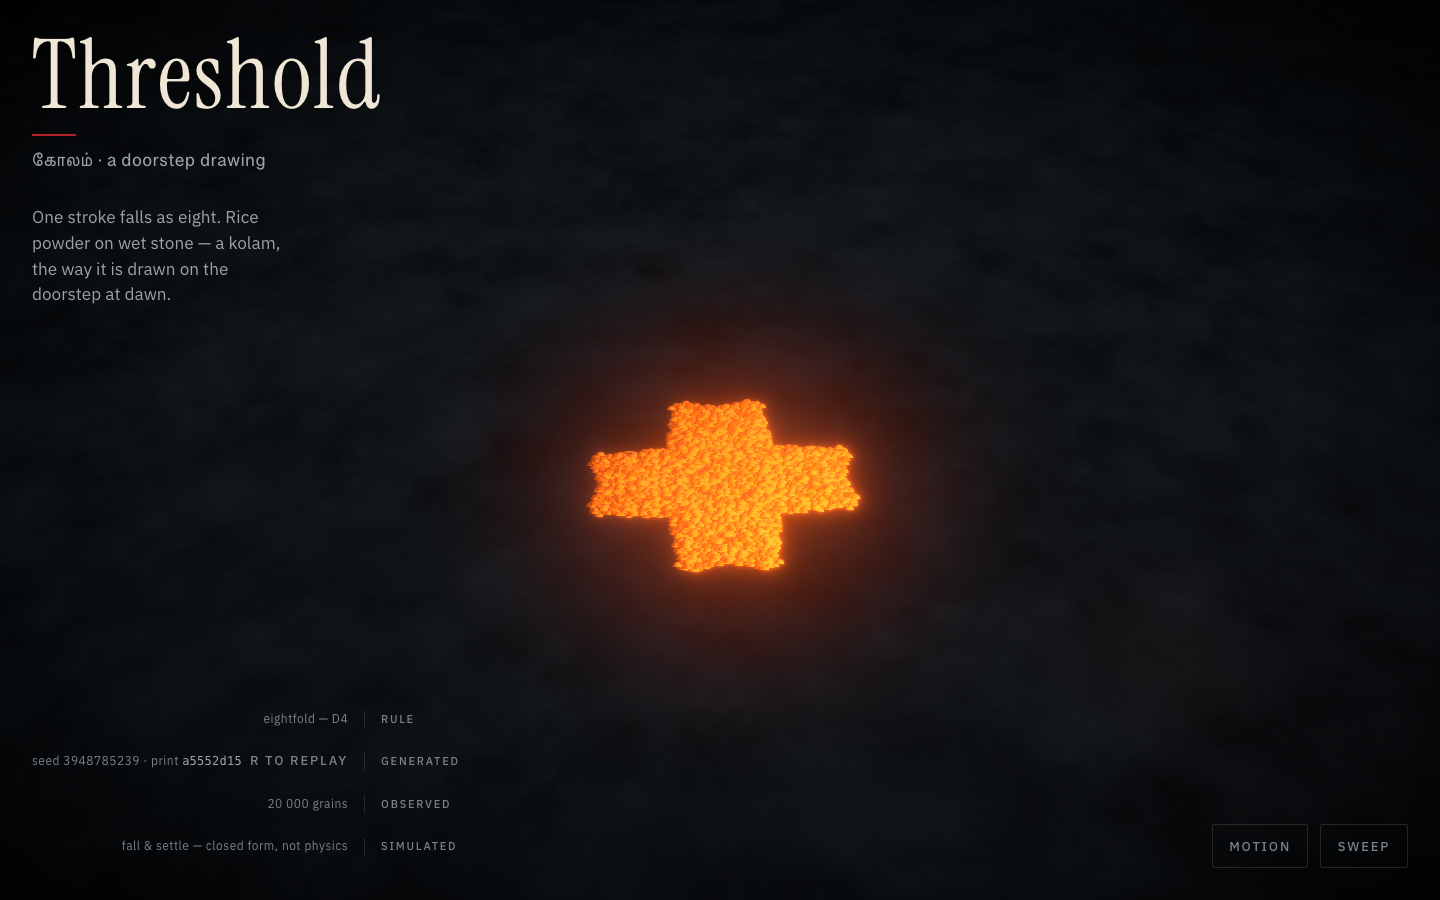 Threshold
கோலம் · a doorstep drawing
One stroke falls as eight. Rice
powder on wet stone — a kolam,
the way it is drawn on the
doorstep at dawn.
eightfold — D4 RULE
seed 3948785239 · print a5552d15 R TO REPLAY GENERATED
20 000 grains OBSERVED
fall & settle — closed form, not physics SIMULATED
MOTION SWEEP